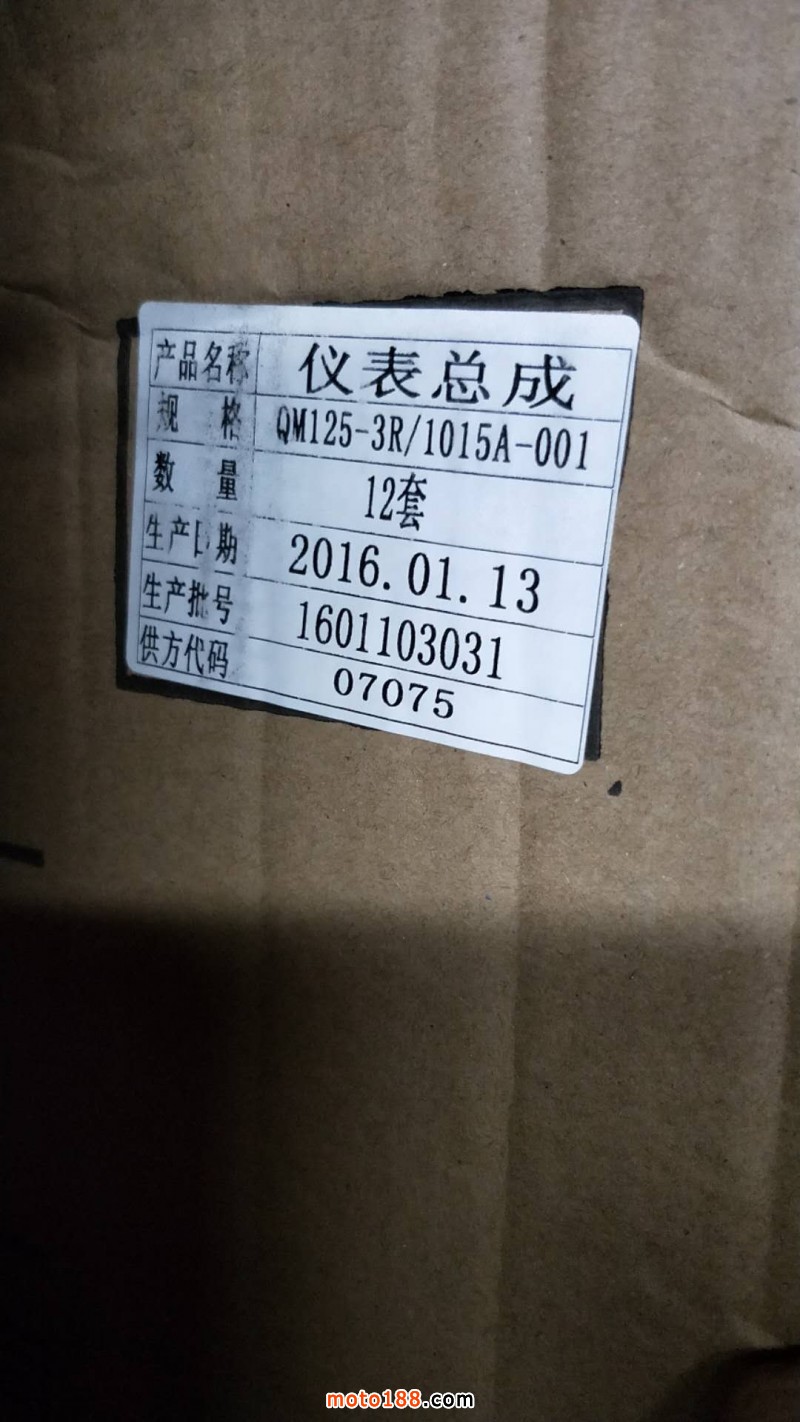 产品名称 仪表总成
规格 QM125-3R/1015A-001
数量 12套
生产日期 2016.01.13
生产批号 1601103031
供方代码 07075
moto188.com